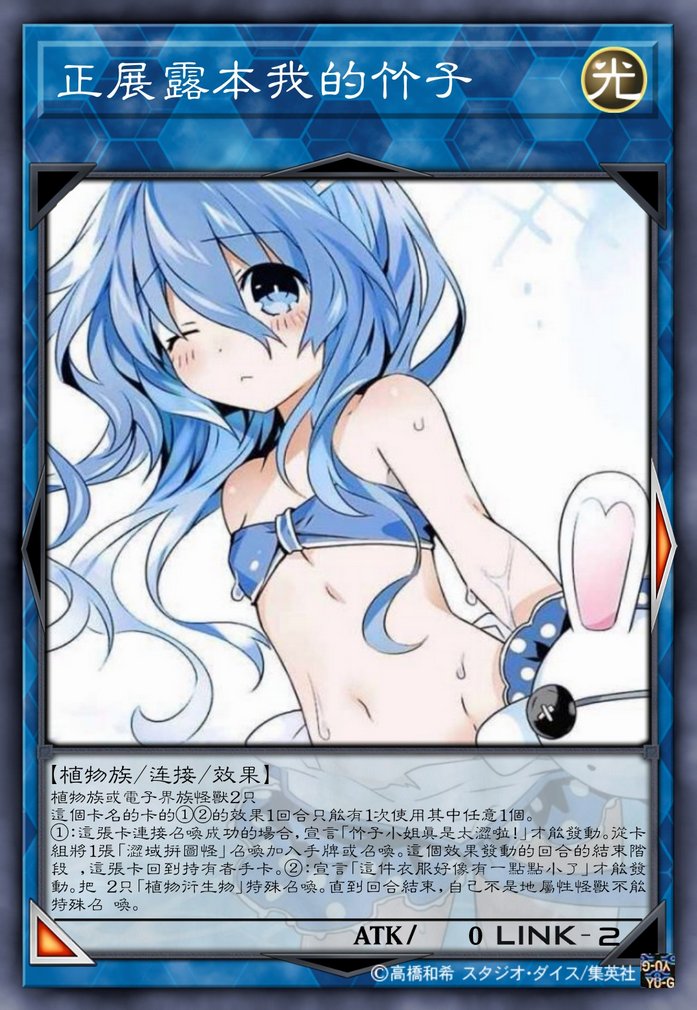 正展露本我的竹子
光
【植物族/连接/效果】
植物族或電子界族怪獸2只
這個卡名的卡的①②的效果1回合只能有1次使用其中任意1個。
①:這張卡連接召喚成功的場合,宣言「竹子小姐真是太澀啦!」才能發動。從卡
組將1張「澀域拼圖怪」召喚加入手牌或召喚。這個效果發動的回合的結束階
段 ,這張卡回到持有者手卡。②:宣言「這件衣服好像有一點點小了」才能發
動。把 2只「植物衍生物」特殊召喚。直到回合結束,自己不是地屬性怪獸不能
特殊召 喚。
ATK/ 0 LINK-2
©高橋和希 スタジオ・ダイス/集英社